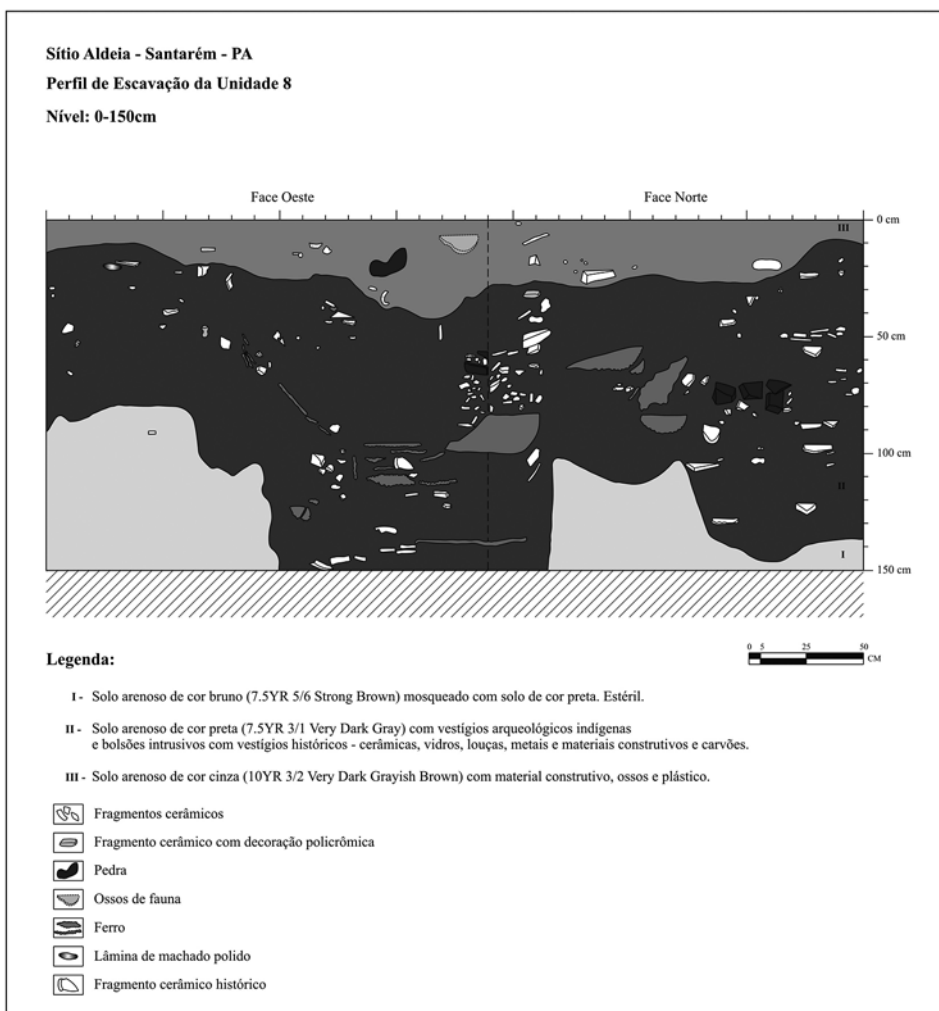 Sítio Aldeia - Santarém - PA
Perfil de Escavação da Unidade 8
Nível: 0-150cm
Face Oeste
Face Norte
0 cm
III
50 cm
100 cm
II
I
150 cm
Legenda:
0 5 25 50
CM
I - Solo arenoso de cor bruno (7.5YR 5/6 Strong Brown) mosqueado com solo de cor preta. Estéril.
II - Solo arenoso de cor preta (7.5YR 3/1 Very Dark Gray) com vestígios arqueológicos indígenas
e bolsões intrusivos com vestígios históricos - cerâmicas, vidros, louças, metais e materiais construtivos e carvões.
III - Solo arenoso de cor cinza (10YR 3/2 Very Dark Grayish Brown) com material construtivo, ossos e plástico.
Fragmentos cerâmicos
Fragmento cerâmico com decoração policrômica
Pedra
Ossos de fauna
Ferro
Lâmina de machado polido
Fragmento cerâmico histórico